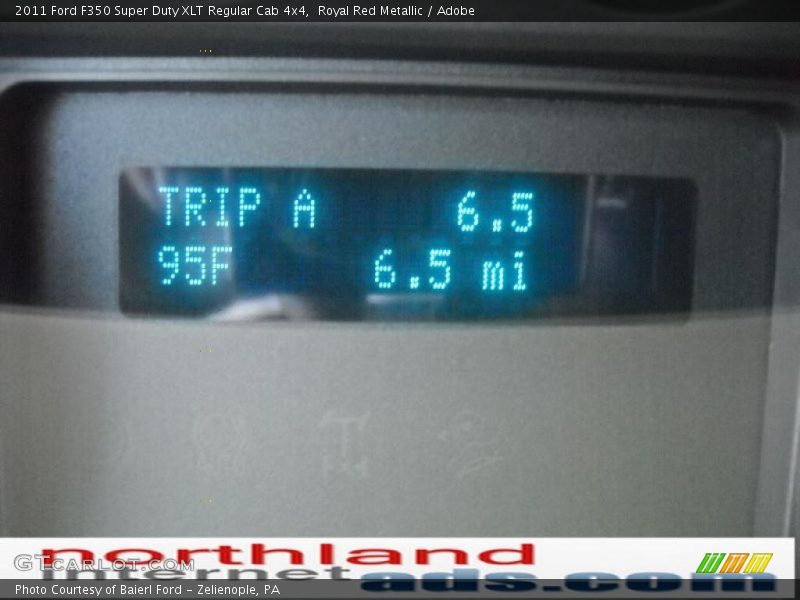 2011 Ford F350 Super Duty XLT Regular Cab 4x4, Royal Red Metallic / Adobe
TRIP A 6.5
95F 6.5 mi
northland
GTCARLOT.COM
internet
ads.com
Photo Courtesy of Baierl Ford - Zelienople, PA